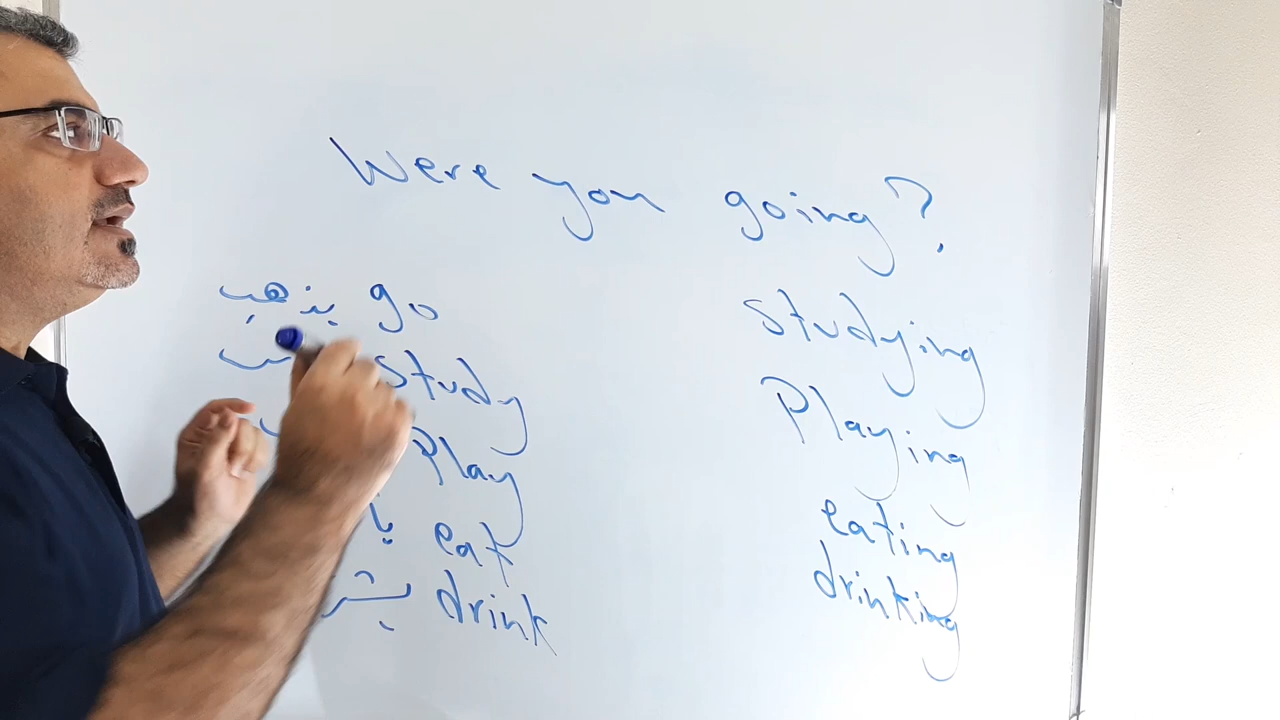 Were you going?
يذهب go
study
Play
eat
drink
studying
Playing
eating
drinking